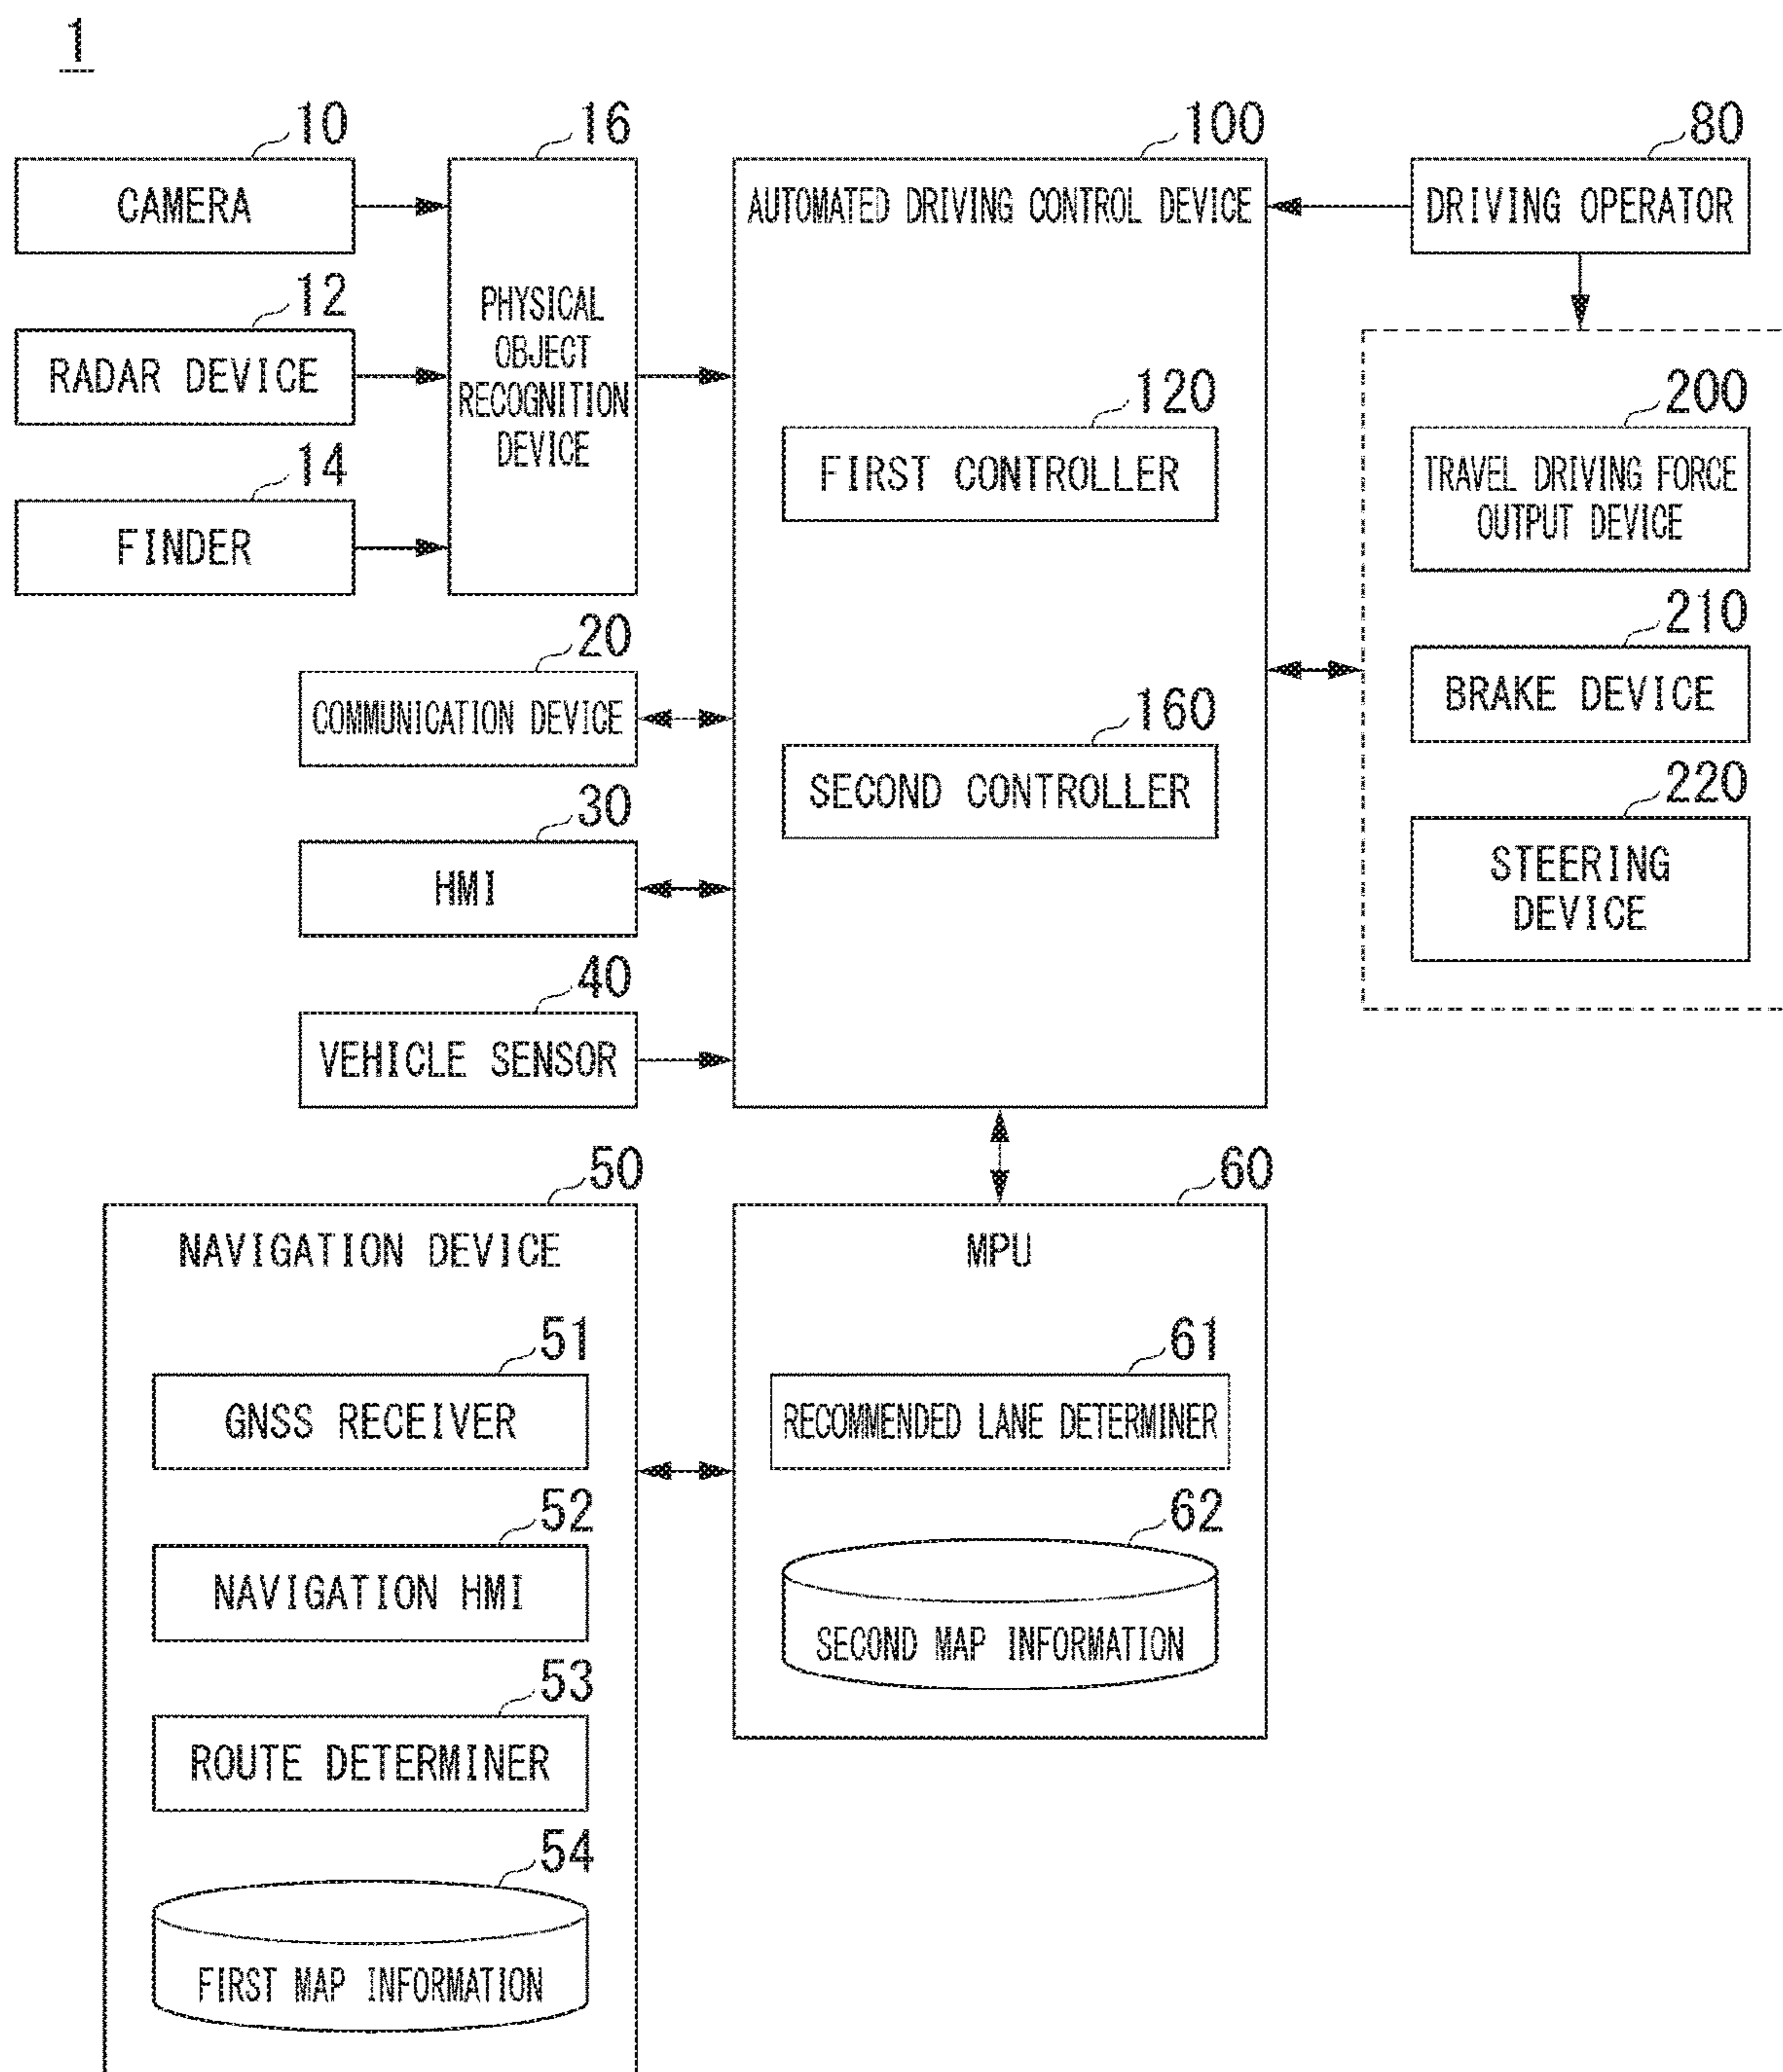 1
10
CAMERA
12
RADAR DEVICE
14
FINDER
16
PHYSICAL
OBJECT
RECOGNITION
DEVICE
100
AUTOMATED DRIVING CONTROL DEVICE
120
FIRST CONTROLLER
160
SECOND CONTROLLER
80
DRIVING OPERATOR
200
TRAVEL DRIVING FORCE
OUTPUT DEVICE
210
BRAKE DEVICE
220
STEERING
DEVICE
20
COMMUNICATION DEVICE
30
HMI
40
VEHICLE SENSOR
50
NAVIGATION DEVICE
51
GNSS RECEIVER
52
NAVIGATION HMI
53
ROUTE DETERMINER
54
FIRST MAP INFORMATION
60
MPU
61
RECOMMENDED LANE DETERMINER
62
SECOND MAP INFORMATION